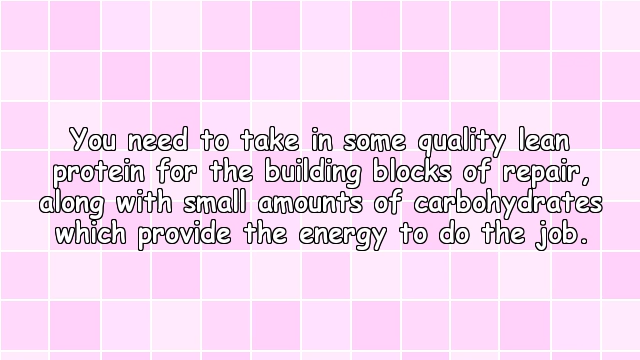 You need to take in some quality lean
protein for the building blocks of repair,
along with small amounts of carbohydrates
which provide the energy to do the job.